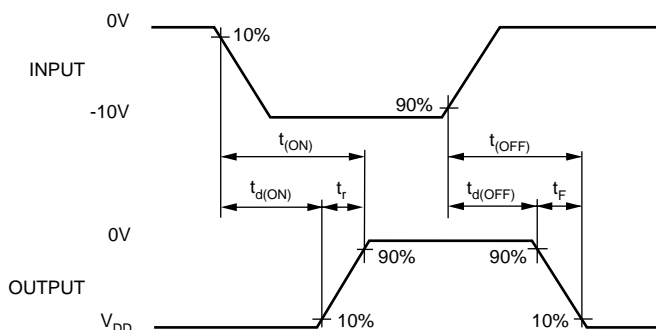 0V
10%
INPUT
90%
-10V
t(ON)
t(OFF)
td(ON)
tr
td(OFF)
tF
0V
90%
90%
OUTPUT
10%
10%
VDD